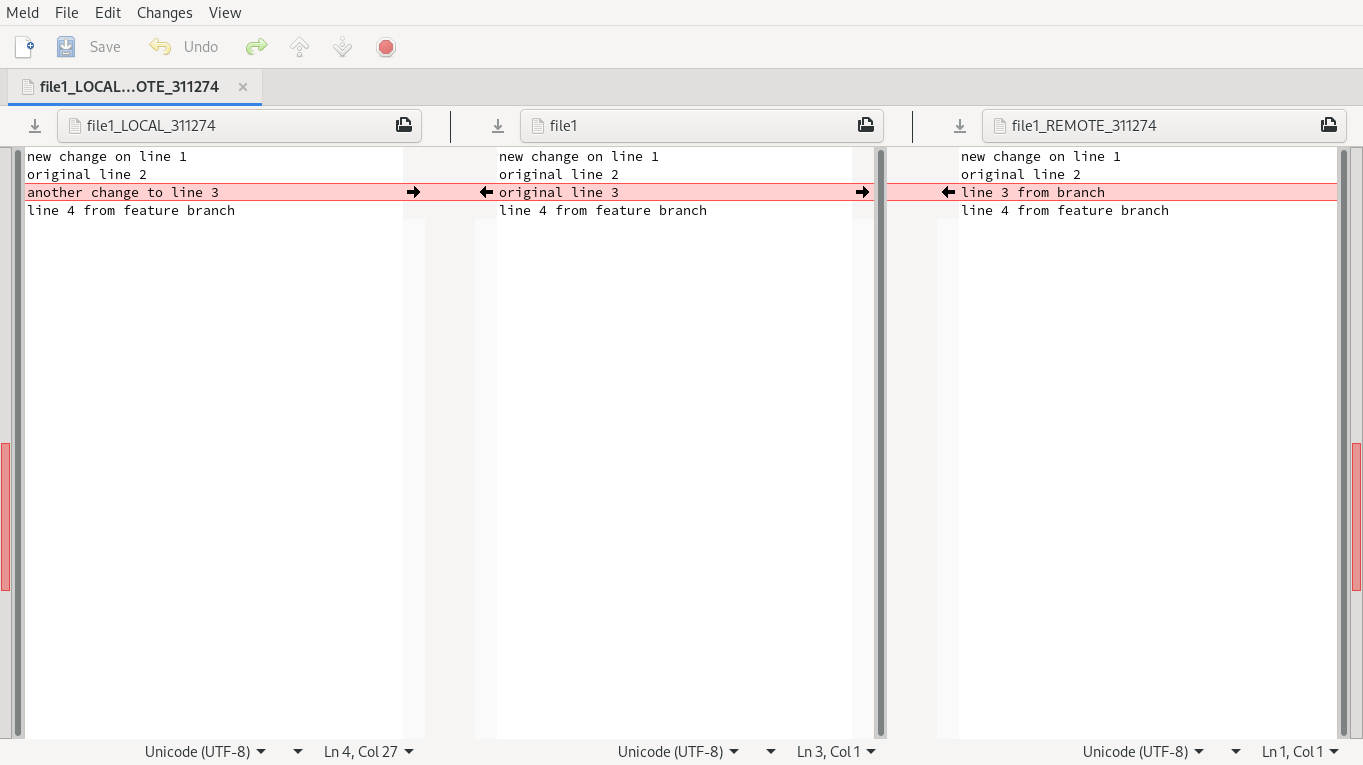 Meld File Edit Changes View
Save Undo
file1_LOCAL...OTE_311274
file1_LOCAL_311274
new change on line 1
original line 2
another change to line 3
line 4 from feature branch
file1
new change on line 1
original line 2
original line 3
line 4 from feature branch
file1_REMOTE_311274
new change on line 1
original line 2
line 3 from branch
line 4 from feature branch
Unicode (UTF-8) Ln 4, Col 27
Unicode (UTF-8) Ln 3, Col 1
Unicode (UTF-8) Ln 1, Col 1